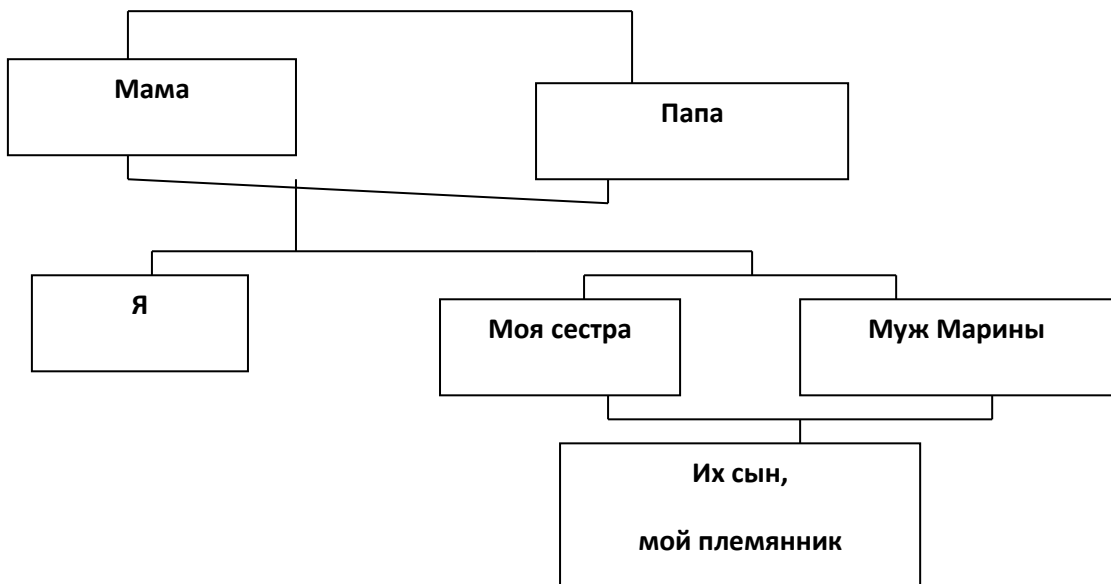 Мама
Папа
Я
Моя сестра
Муж Марины
Их сын,
мой племянник